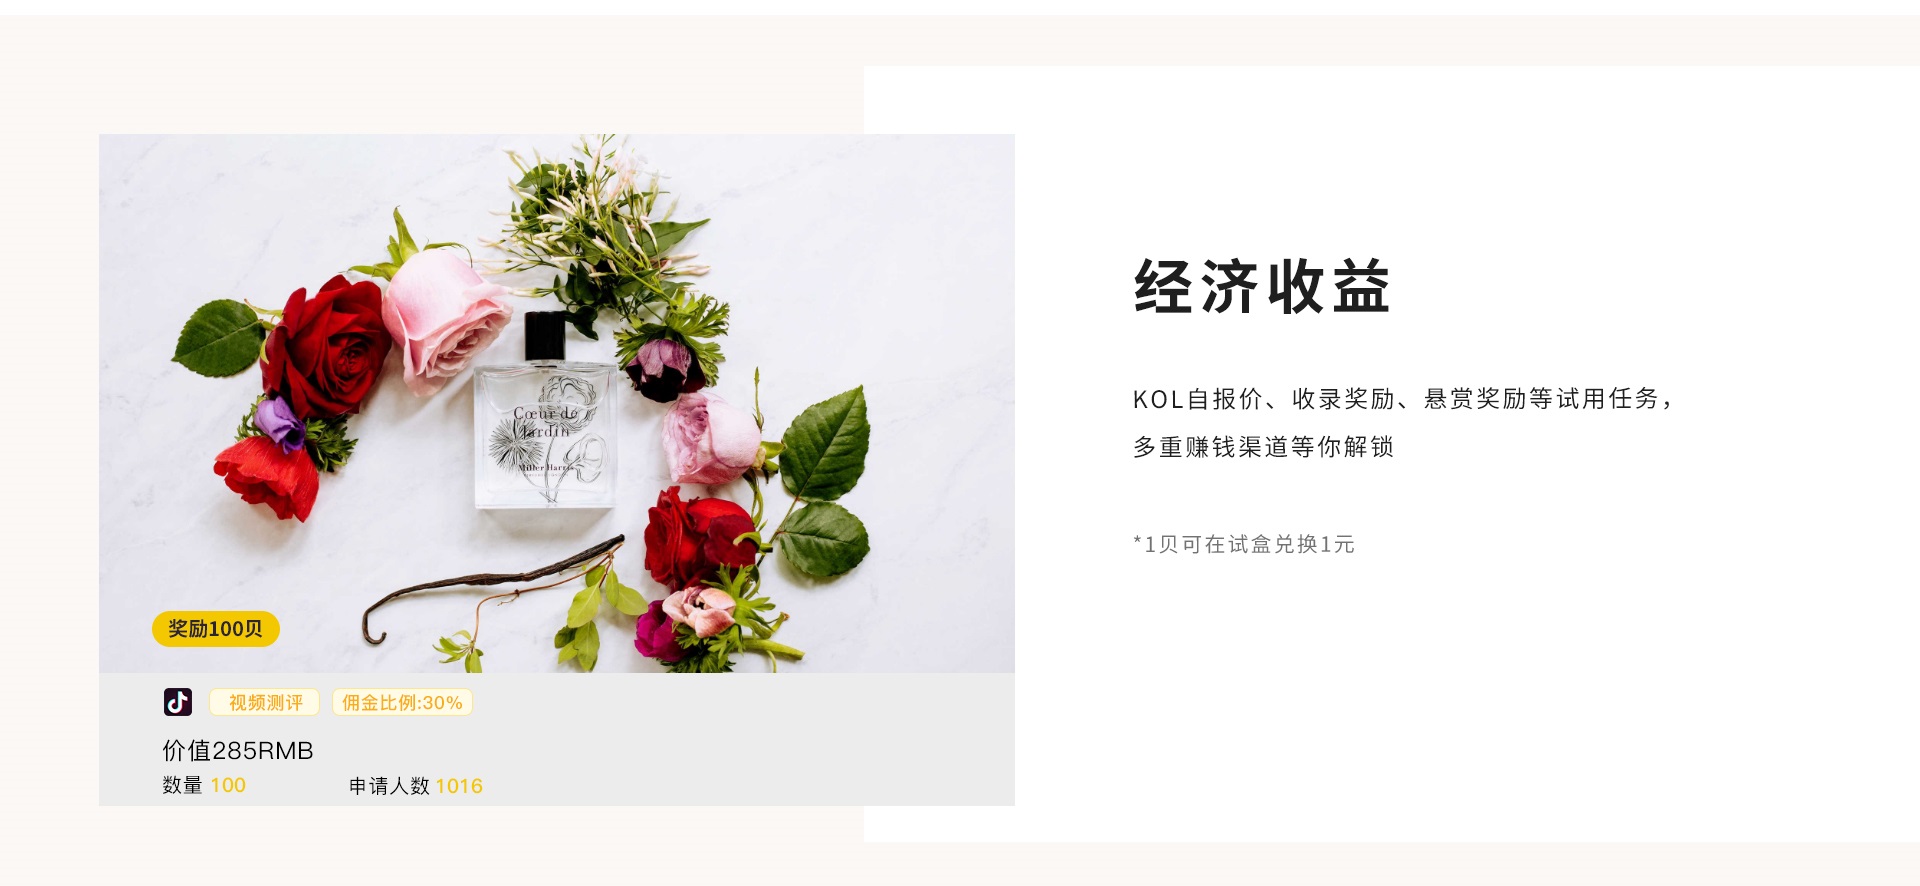 Cœur de
Jardin
Miller Harris
奖励100贝
视频测评
佣金比例:30%
价值285RMB
数量 100
申请人数 1016
经济收益
KOL自报价、收录奖励、悬赏奖励等试用任务，
多重赚钱渠道等你解锁
*1贝可在试盒兑换1元